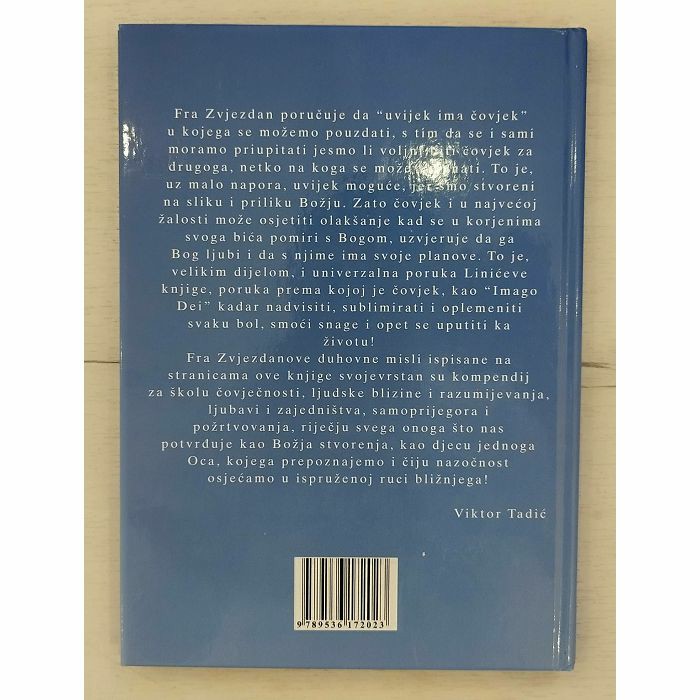 Fra Zvjezdan poručuje da “uvijek ima čovjek”
u kojega se možemo pouzdati, s tim da se i sami
moramo priupitati jesmo li voljni biti čovjek za
drugoga, netko na koga se može
To je,
uz malo napora, uvijek moguće, jer smo stvoreni
na sliku i priliku Božju. Zato čovjek i u najvećoj
žalosti može osjetiti olakšanje kad se u korjenima
svoga bića pomiri s Bogom, uzvjeruje da ga
Bog ljubi i da s njime ima svoje planove. To je,
velikim dijelom, i univerzalna poruka Linićeve
knjige, poruka prema kojoj je čovjek, kao “Imago
Dei” kadar nadvisiti, sublimirati i oplemeniti
svaku bol, smoći snage i opet se uputiti ka
životu!
Fra Zvjezdanove duhovne misli ispisane na
stranicama ove knjige svojevrstan su kompendij
za školu čovječnosti, ljudske blizine i razumijevanja,
ljubavi i zajedništva, samoprijegora i
požrtvovanja, riječju svega onoga što nas
potvrđuje kao Božja stvorenja, kao djecu jednoga
Oca, kojega prepoznajemo i čiju nazočnost
osjećamo u ispruženoj ruci bližnjega!
Viktor Tadić
9 789536 172023